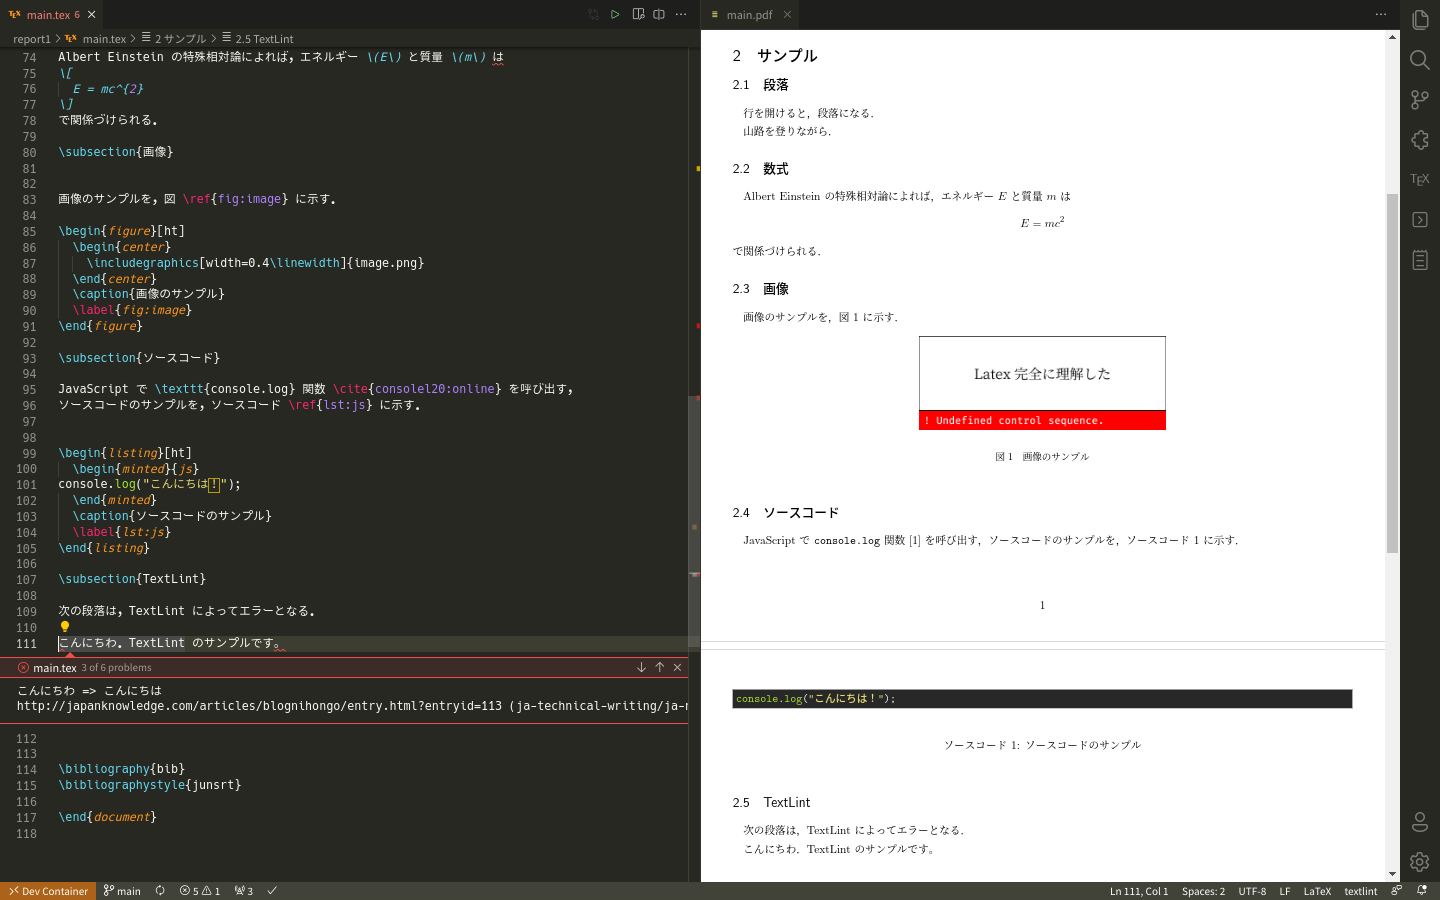 main.tex 6
report1 > main.tex > 2 サンプル > 2.5 TextLint
74 Albert Einstein の特殊相対論によれば，エネルギー \(E\) と質量 \(m\) は
75 \[
76 E = mc^{2}
77 \]
78 で関係づけられる．
79
80 \subsection{画像}
81
82
83 画像のサンプルを，図 \ref{fig:image} に示す．
84
85 \begin{figure}[ht]
86 \begin{center}
87 \includegraphics[width=0.4\linewidth]{image.png}
88 \end{center}
89 \caption{画像のサンプル}
90 \label{fig:image}
91 \end{figure}
92
93 \subsection{ソースコード}
94
95 JavaScript で \texttt{console.log} 関数 \cite{consolel20:online} を呼び出す，
96 ソースコードのサンプルを，ソースコード \ref{lst:js} に示す．
97
98
99 \begin{listing}[ht]
100 \begin{minted}{js}
101 console.log("こんにちは！");
102 \end{minted}
103 \caption{ソースコードのサンプル}
104 \label{lst:js}
105 \end{listing}
106
107 \subsection{TextLint}
108
109 次の段落は，TextLint によってエラーとなる．
110
111 こんにちわ．TextLint のサンプルです。
main.tex 3 of 6 problems
こんにちわ => こんにちは
http://japanknowledge.com/articles/blognihongo/entry.html?entryid=113 (ja-technical-writing/ja-
112
113
114 \bibliography{bib}
115 \bibliographystyle{junsrt}
116
117 \end{document}
118
main.pdf
2 サンプル
2.1 段落
行を開けると，段落になる．
山路を登りながら．
2.2 数式
Albert Einstein の特殊相対論によれば，エネルギー E と質量 m は
E = mc²
で関係づけられる．
2.3 画像
画像のサンプルを，図 1 に示す．
Latex 完全に理解した
! Undefined control sequence.
図 1 画像のサンプル
2.4 ソースコード
JavaScript で console.log 関数 [1] を呼び出す，ソースコードのサンプルを，ソースコード 1 に示す．
1
console.log("こんにちは！");
ソースコード 1: ソースコードのサンプル
2.5 TextLint
次の段落は，TextLint によってエラーとなる．
こんにちわ．TextLint のサンプルです。
TEX
Dev Container main 5 1 3 Ln 111, Col 1 Spaces: 2 UTF-8 LF LaTeX textlint